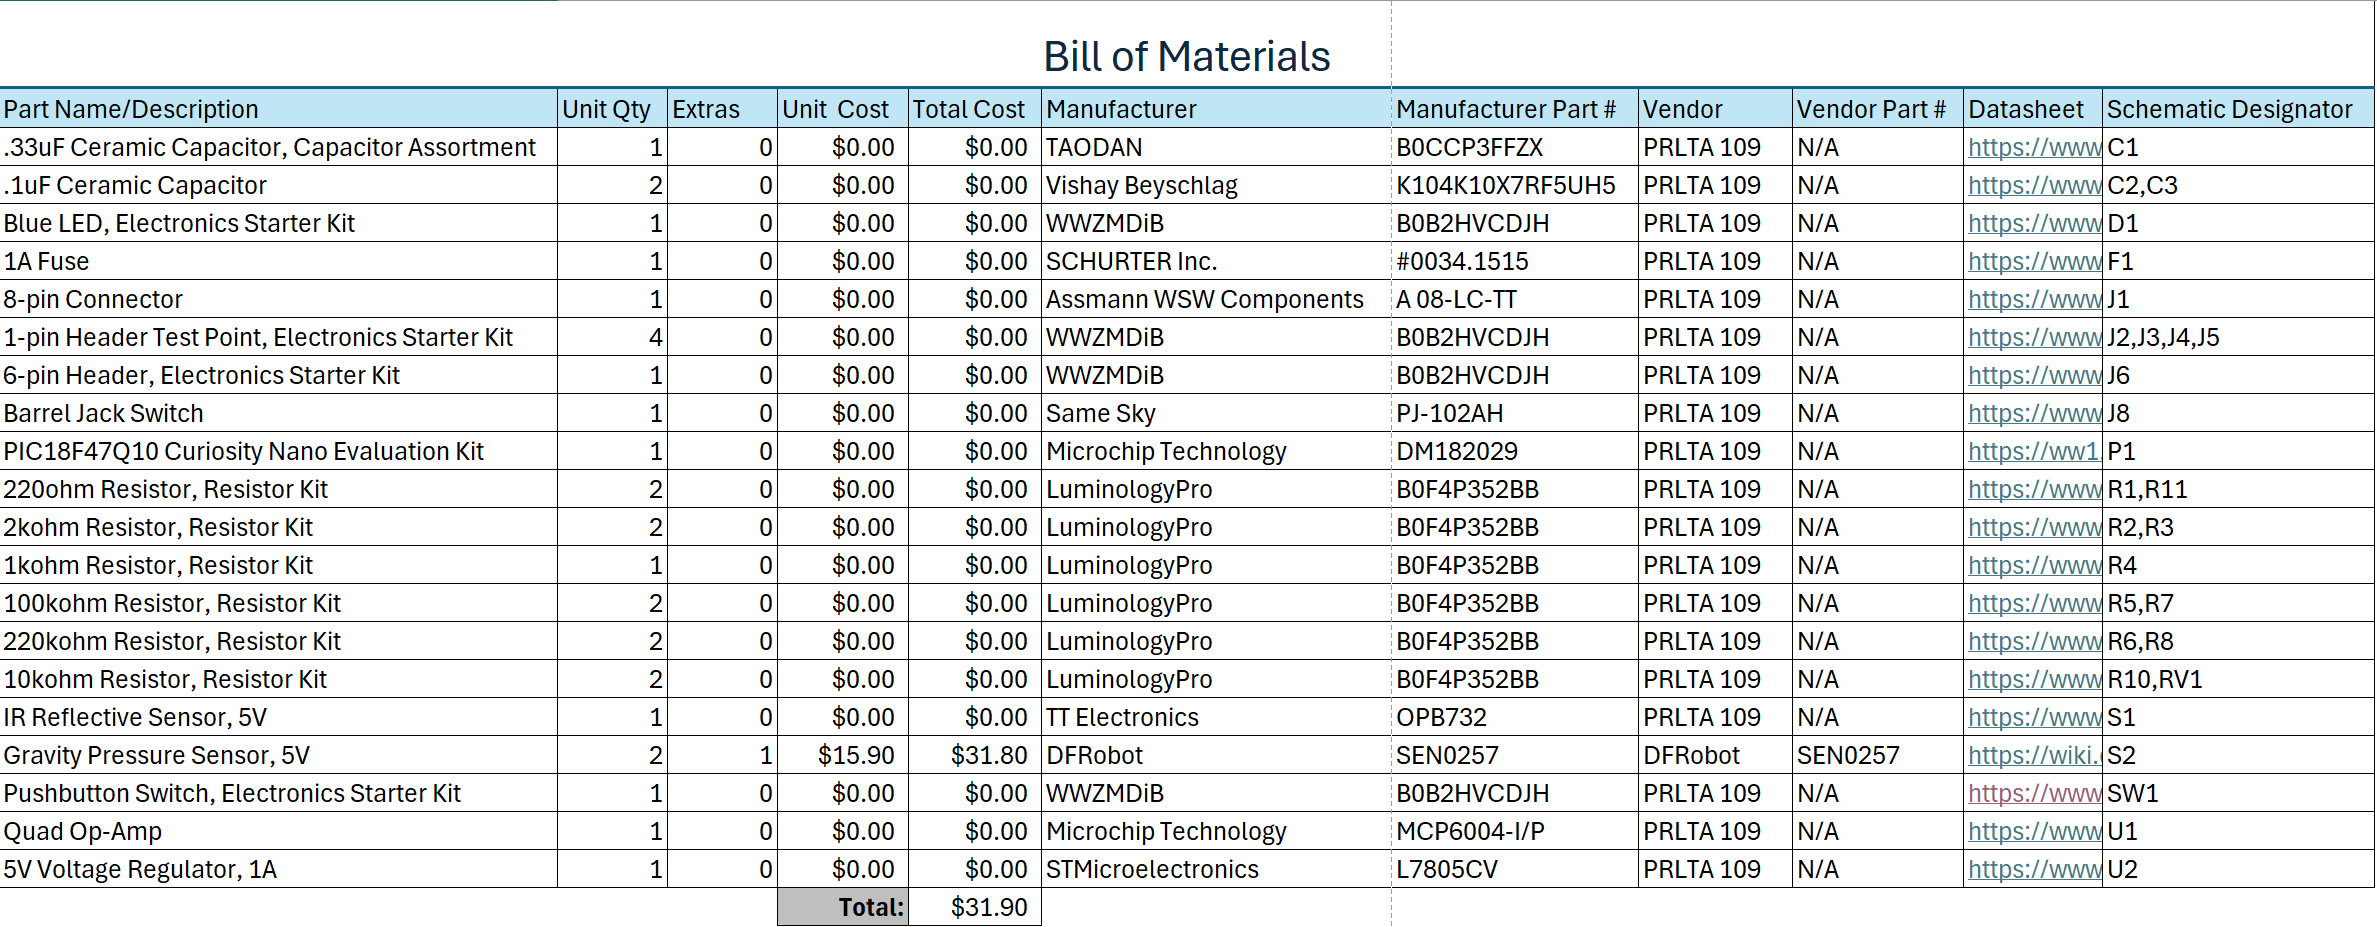 Bill of Materials
Part Name/Description Unit Qty Extras Unit Cost Total Cost Manufacturer Manufacturer Part # Vendor Vendor Part # Datasheet Schematic Designator
.33uF Ceramic Capacitor, Capacitor Assortment 1 0 $0.00 $0.00 TAODAN B0CCP3FFZX PRLTA 109 N/A https://www C1
.1uF Ceramic Capacitor 2 0 $0.00 $0.00 Vishay Beyschlag K104K10X7RF5UH5 PRLTA 109 N/A https://www C2,C3
Blue LED, Electronics Starter Kit 1 0 $0.00 $0.00 WWZMDiB B0B2HVCDJH PRLTA 109 N/A https://www D1
1A Fuse 1 0 $0.00 $0.00 SCHURTER Inc. #0034.1515 PRLTA 109 N/A https://www F1
8-pin Connector 1 0 $0.00 $0.00 Assmann WSW Components A 08-LC-TT PRLTA 109 N/A https://www J1
1-pin Header Test Point, Electronics Starter Kit 4 0 $0.00 $0.00 WWZMDiB B0B2HVCDJH PRLTA 109 N/A https://www J2,J3,J4,J5
6-pin Header, Electronics Starter Kit 1 0 $0.00 $0.00 WWZMDiB B0B2HVCDJH PRLTA 109 N/A https://www J6
Barrel Jack Switch 1 0 $0.00 $0.00 Same Sky PJ-102AH PRLTA 109 N/A https://www J8
PIC18F47Q10 Curiosity Nano Evaluation Kit 1 0 $0.00 $0.00 Microchip Technology DM182029 PRLTA 109 N/A https://ww1. P1
220ohm Resistor, Resistor Kit 2 0 $0.00 $0.00 LuminologyPro B0F4P352BB PRLTA 109 N/A https://www R1,R11
2kohm Resistor, Resistor Kit 2 0 $0.00 $0.00 LuminologyPro B0F4P352BB PRLTA 109 N/A https://www R2,R3
1kohm Resistor, Resistor Kit 1 0 $0.00 $0.00 LuminologyPro B0F4P352BB PRLTA 109 N/A https://www R4
100kohm Resistor, Resistor Kit 2 0 $0.00 $0.00 LuminologyPro B0F4P352BB PRLTA 109 N/A https://www R5,R7
220kohm Resistor, Resistor Kit 2 0 $0.00 $0.00 LuminologyPro B0F4P352BB PRLTA 109 N/A https://www R6,R8
10kohm Resistor, Resistor Kit 2 0 $0.00 $0.00 LuminologyPro B0F4P352BB PRLTA 109 N/A https://www R10,RV1
IR Reflective Sensor, 5V 1 0 $0.00 $0.00 TT Electronics OPB732 PRLTA 109 N/A https://www S1
Gravity Pressure Sensor, 5V 2 1 $15.90 $31.80 DFRobot SEN0257 DFRobot SEN0257 https://wiki. S2
Pushbutton Switch, Electronics Starter Kit 1 0 $0.00 $0.00 WWZMDiB B0B2HVCDJH PRLTA 109 N/A https://www SW1
Quad Op-Amp 1 0 $0.00 $0.00 Microchip Technology MCP6004-I/P PRLTA 109 N/A https://www U1
5V Voltage Regulator, 1A 1 0 $0.00 $0.00 STMicroelectronics L7805CV PRLTA 109 N/A https://www U2
Total: $31.90